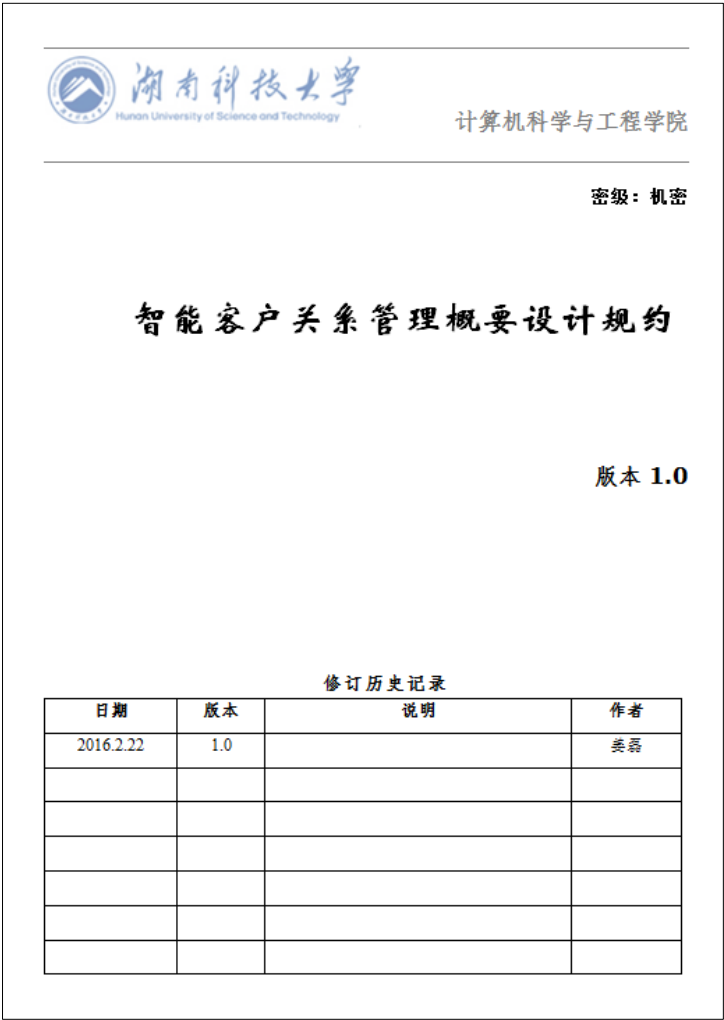 湖南科技大学
Hunan University of Science and Technology
计算机科学与工程学院
密级：机密
智能客户关系管理概要设计规约
版本 1.0
修订历史记录
日期 版本 说明 作者
2016.2.22 1.0 姜磊